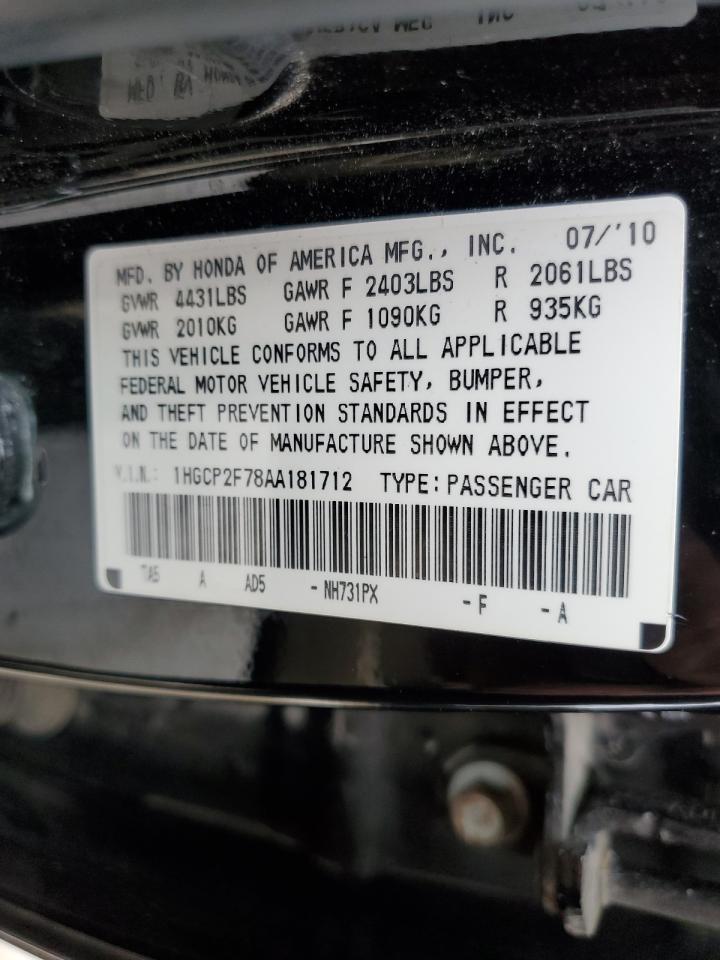 MFD. BY HONDA OF AMERICA MFG., INC. 07/'10
GVWR 4431LBS GAWR F 2403LBS R 2061LBS
GVWR 2010KG GAWR F 1090KG R 935KG
THIS VEHICLE CONFORMS TO ALL APPLICABLE
FEDERAL MOTOR VEHICLE SAFETY, BUMPER,
AND THEFT PREVENTION STANDARDS IN EFFECT
ON THE DATE OF MANUFACTURE SHOWN ABOVE.
V.I.N.: 1HGCP2F78AA181712 TYPE:PASSENGER CAR
TA5 A AD5 -NH731PX -F -A